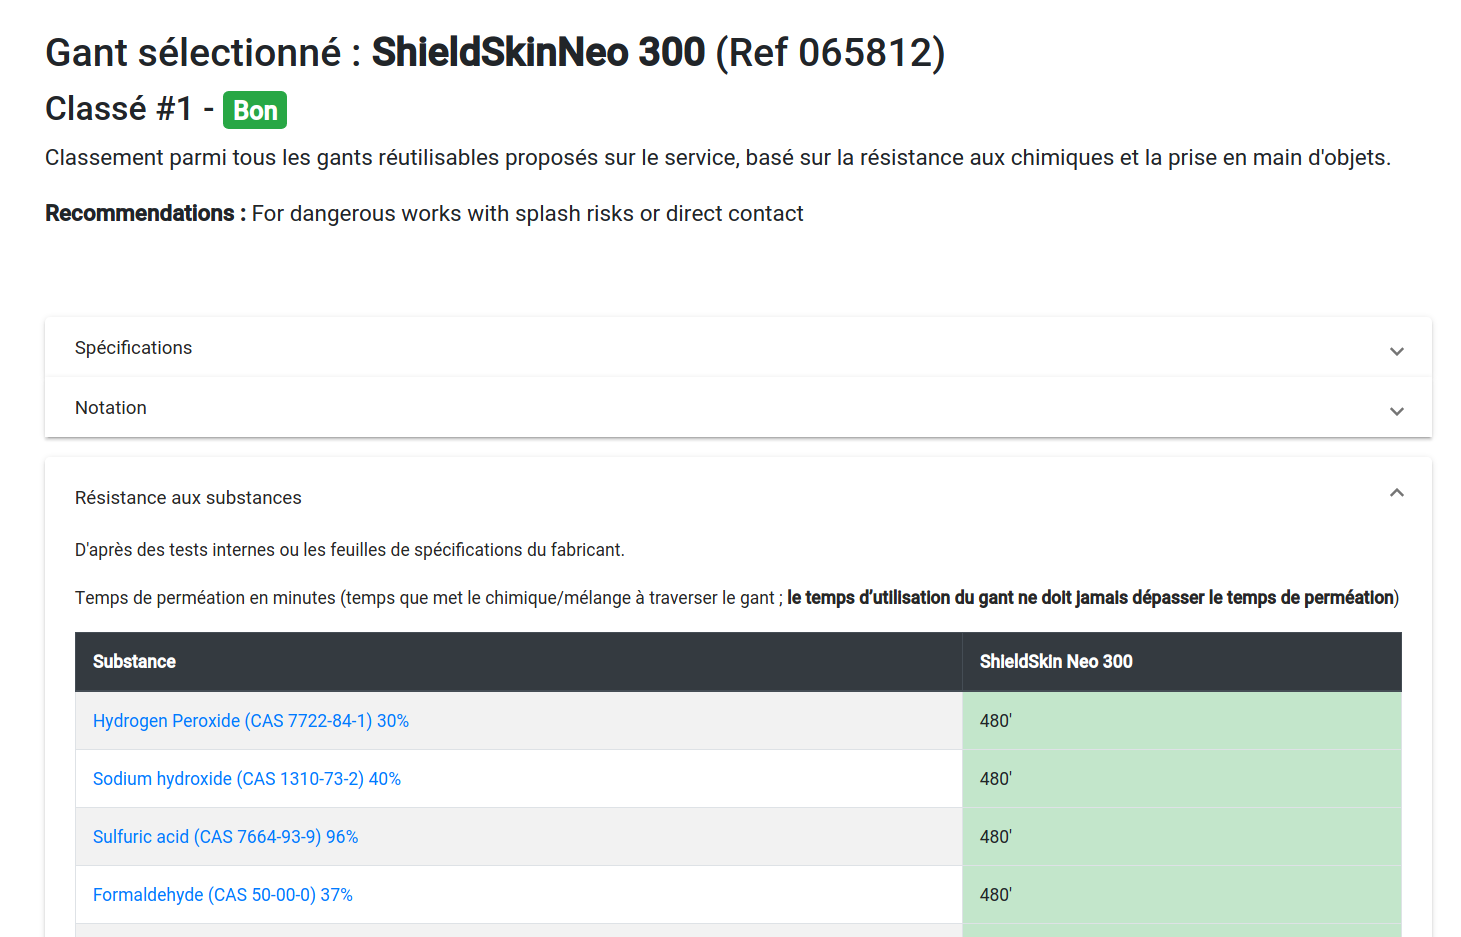 Gant sélectionné : ShieldSkinNeo 300 (Ref 065812)
Classé #1 - Bon
Classement parmi tous les gants réutilisables proposés sur le service, basé sur la résistance aux chimiques et la prise en main d'objets.
Recommendations : For dangerous works with splash risks or direct contact
Spécifications
Notation
Résistance aux substances
D'après des tests internes ou les feuilles de spécifications du fabricant.
Temps de perméation en minutes (temps que met le chimique/mélange à traverser le gant ; le temps d’utilisation du gant ne doit jamais dépasser le temps de perméation)
Substance ShieldSkin Neo 300
Hydrogen Peroxide (CAS 7722-84-1) 30% 480'
Sodium hydroxide (CAS 1310-73-2) 40% 480'
Sulfuric acid (CAS 7664-93-9) 96% 480'
Formaldehyde (CAS 50-00-0) 37% 480'